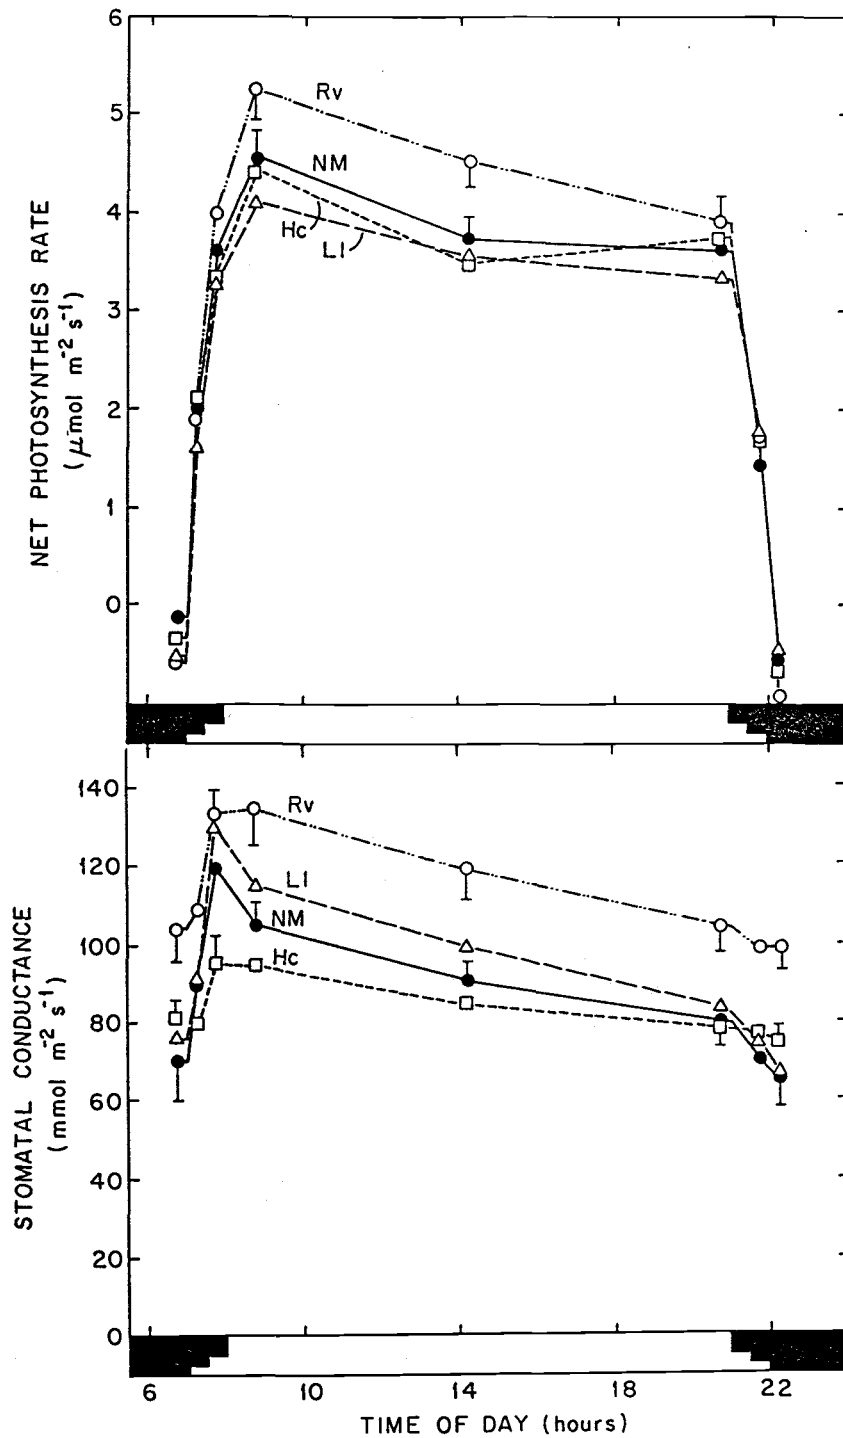 6
5
4
3
2
1
0
NET PHOTOSYNTHESIS RATE
(μmol m⁻² s⁻¹)
Rv
NM
Hc
Ll
140
120
100
80
60
40
20
0
STOMATAL CONDUCTANCE
(mmol m⁻² s⁻¹)
Rv
Ll
NM
Hc
6
10
14
18
22
TIME OF DAY (hours)